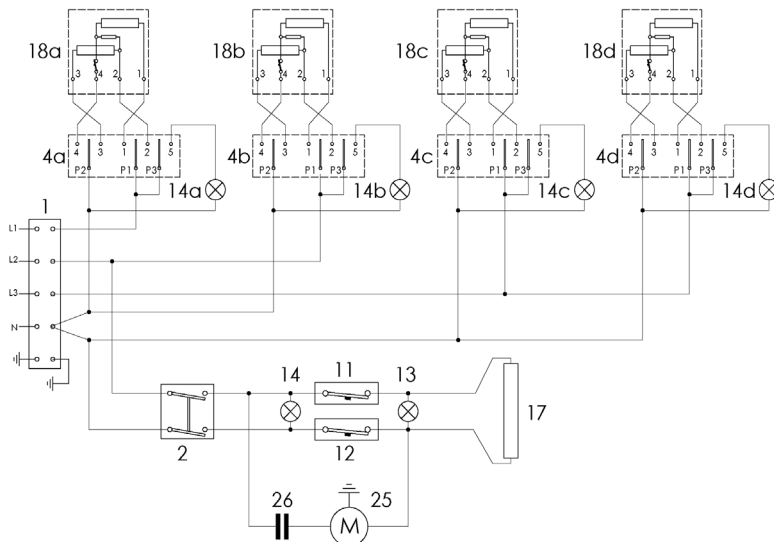 18a 18b 18c 18d
3 4 2 1 3 4 2 1 3 4 2 1 3 4 2 1
4 3 1 2 5 4 3 1 2 5 4 3 1 2 5 4 3 1 2 5
4a 4b 4c 4d
P2 P1 P3 P2 P1 P3 P2 P1 P3 P2 P1 P3
14a 14b 14c 14d
1
L1
L2
L3
N
14 11 13
17
2 12
26 25
M